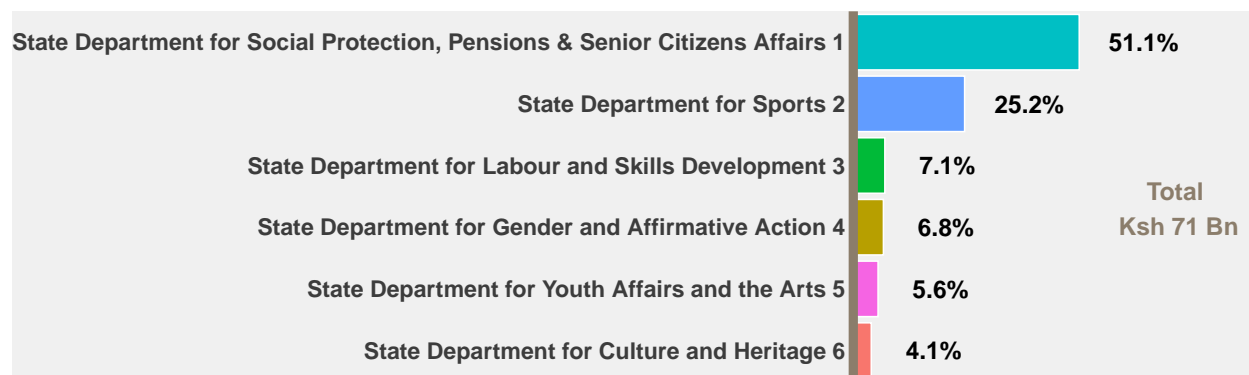 State Department for Social Protection, Pensions & Senior Citizens Affairs 1 51.1%
State Department for Sports 2 25.2%
State Department for Labour and Skills Development 3 7.1%
Total
Ksh 71 Bn
State Department for Gender and Affirmative Action 4 6.8%
State Department for Youth Affairs and the Arts 5 5.6%
State Department for Culture and Heritage 6 4.1%